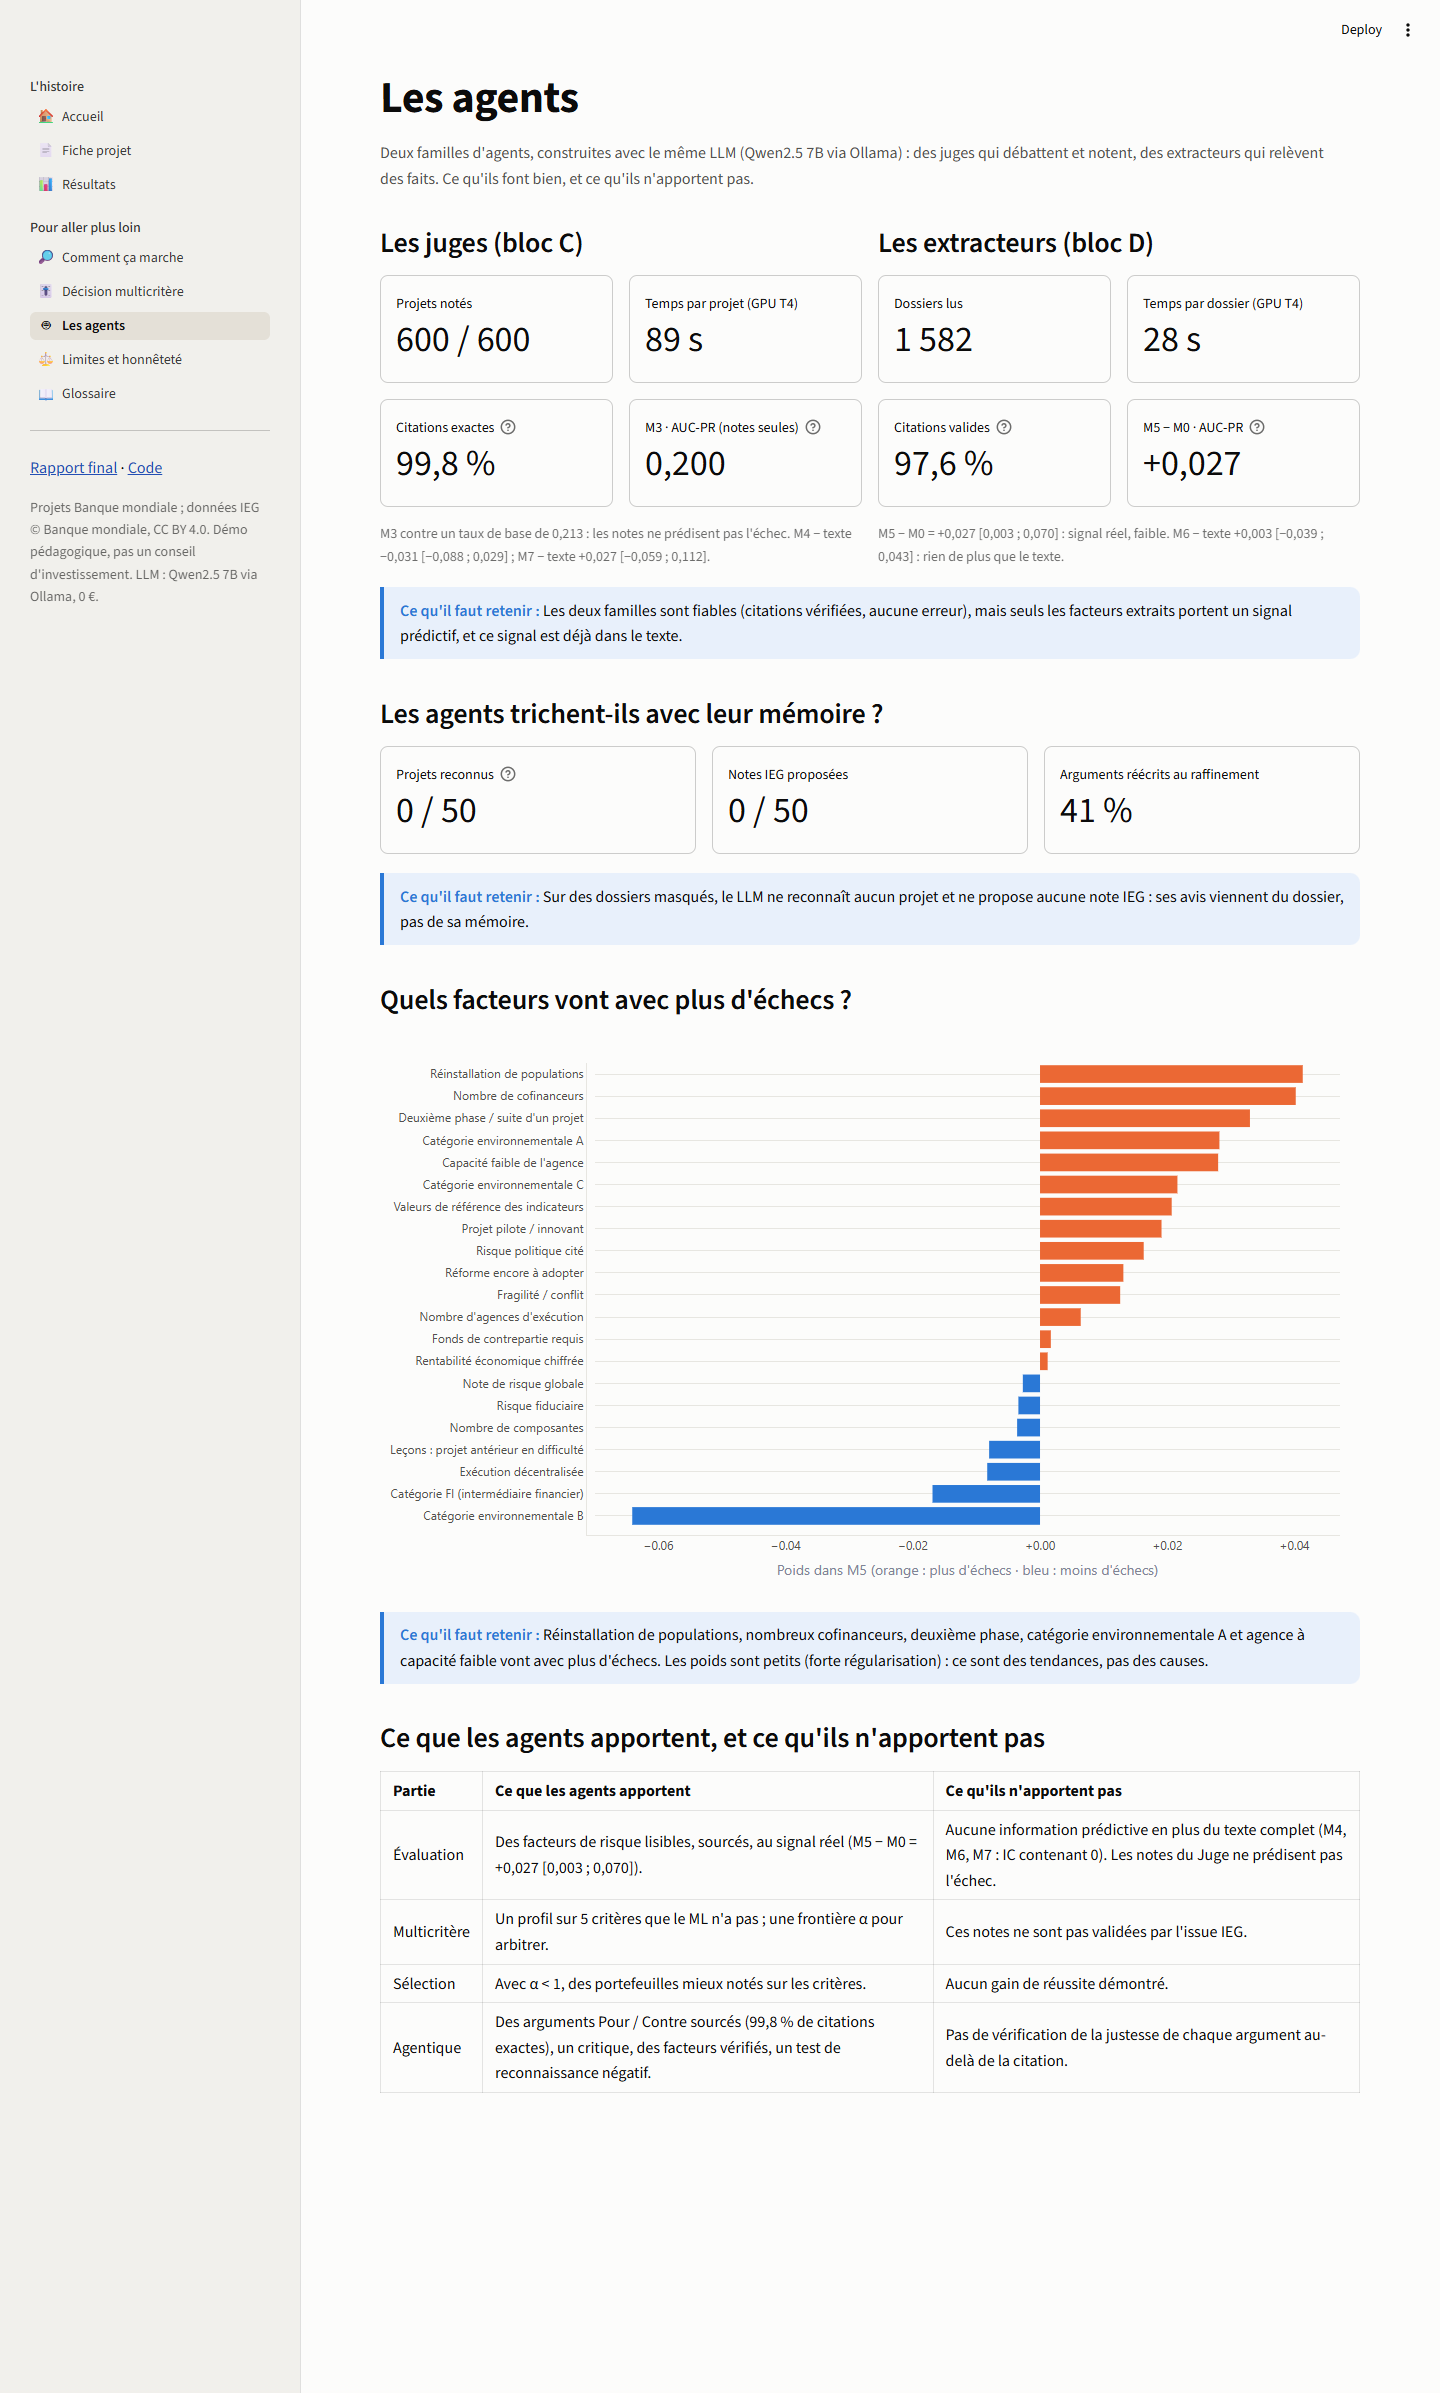 Deploy
L'histoire
Accueil
Fiche projet
Résultats
Pour aller plus loin
Comment ça marche
Décision multicritère
Les agents
Limites et honnêteté
Glossaire
Rapport final · Code
Projets Banque mondiale ; données IEG
© Banque mondiale, CC BY 4.0. Démo
pédagogique, pas un conseil
d'investissement. LLM : Qwen2.5 7B via
Ollama, 0 €.
Les agents
Deux familles d'agents, construites avec le même LLM (Qwen2.5 7B via Ollama) : des juges qui débattent et notent, des extracteurs qui relèvent
des faits. Ce qu'ils font bien, et ce qu'ils n'apportent pas.
Les juges (bloc C)
Projets notés
600 / 600
Temps par projet (GPU T4)
89 s
Citations exactes
99,8 %
M3 · AUC-PR (notes seules)
0,200
M3 contre un taux de base de 0,213 : les notes ne prédisent pas l'échec. M4 − texte
−0,031 [−0,088 ; 0,029] ; M7 − texte +0,027 [−0,059 ; 0,112].
Les extracteurs (bloc D)
Dossiers lus
1 582
Temps par dossier (GPU T4)
28 s
Citations valides
97,6 %
M5 − M0 · AUC-PR
+0,027
M5 − M0 = +0,027 [0,003 ; 0,070] : signal réel, faible. M6 − texte +0,003 [−0,039 ;
0,043] : rien de plus que le texte.
Ce qu'il faut retenir : Les deux familles sont fiables (citations vérifiées, aucune erreur), mais seuls les facteurs extraits portent un signal
prédictif, et ce signal est déjà dans le texte.
Les agents trichent-ils avec leur mémoire ?
Projets reconnus
0 / 50
Notes IEG proposées
0 / 50
Arguments réécrits au raffinement
41 %
Ce qu'il faut retenir : Sur des dossiers masqués, le LLM ne reconnaît aucun projet et ne propose aucune note IEG : ses avis viennent du dossier,
pas de sa mémoire.
Quels facteurs vont avec plus d'échecs ?
Réinstallation de populations
Nombre de cofinanceurs
Deuxième phase / suite d'un projet
Catégorie environnementale A
Capacité faible de l'agence
Catégorie environnementale C
Valeurs de référence des indicateurs
Projet pilote / innovant
Risque politique cité
Réforme encore à adopter
Fragilité / conflit
Nombre d'agences d'exécution
Fonds de contrepartie requis
Rentabilité économique chiffrée
Note de risque globale
Risque fiduciaire
Nombre de composantes
Leçons : projet antérieur en difficulté
Exécution décentralisée
Catégorie FI (intermédiaire financier)
Catégorie environnementale B
−0.06 −0.04 −0.02 +0.00 +0.02 +0.04
Poids dans M5 (orange : plus d'échecs · bleu : moins d'échecs)
Ce qu'il faut retenir : Réinstallation de populations, nombreux cofinanceurs, deuxième phase, catégorie environnementale A et agence à
capacité faible vont avec plus d'échecs. Les poids sont petits (forte régularisation) : ce sont des tendances, pas des causes.
Ce que les agents apportent, et ce qu'ils n'apportent pas
Partie
Ce que les agents apportent
Ce qu'ils n'apportent pas
Évaluation
Des facteurs de risque lisibles, sourcés, au signal réel (M5 − M0 =
+0,027 [0,003 ; 0,070]).
Aucune information prédictive en plus du texte complet (M4,
M6, M7 : IC contenant 0). Les notes du Juge ne prédisent pas
l'échec.
Multicritère
Un profil sur 5 critères que le ML n'a pas ; une frontière α pour
arbitrer.
Ces notes ne sont pas validées par l'issue IEG.
Sélection
Avec α < 1, des portefeuilles mieux notés sur les critères.
Aucun gain de réussite démontré.
Agentique
Des arguments Pour / Contre sourcés (99,8 % de citations
exactes), un critique, des facteurs vérifiés, un test de
reconnaissance négatif.
Pas de vérification de la justesse de chaque argument au-
delà de la citation.